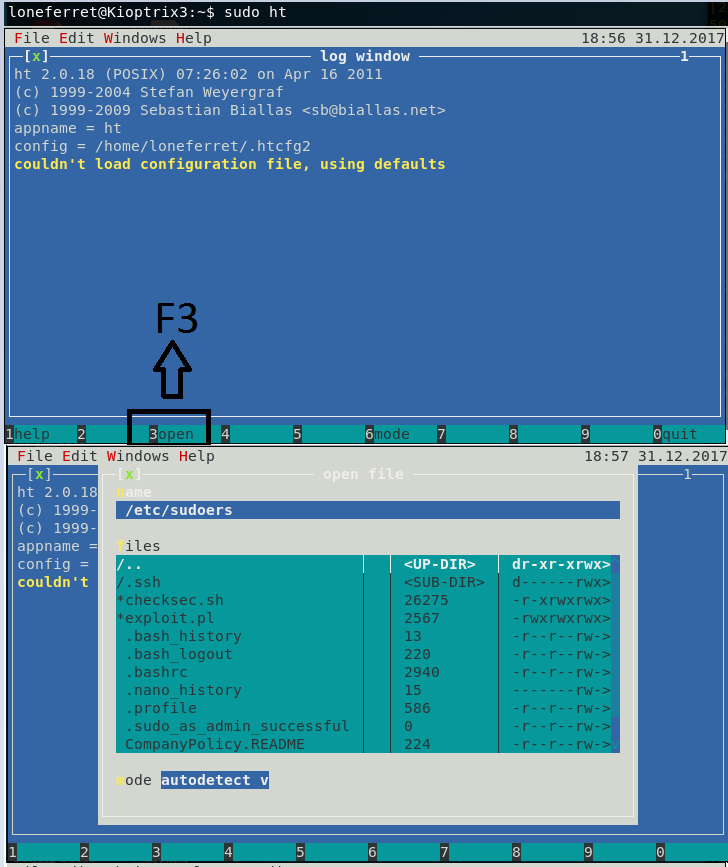 loneferret@Kioptrix3:~$ sudo ht
File Edit Windows Help 18:56 31.12.2017
[x] log window 1
ht 2.0.18 (POSIX) 07:26:02 on Apr 16 2011
(c) 1999-2004 Stefan Weyergraf
(c) 1999-2009 Sebastian Biallas <sb@biallas.net>
appname = ht
config = /home/loneferret/.htcfg2
couldn't load configuration file, using defaults
F3
1help 2 3open 4 5 6mode 7 8 9 0quit
File Edit Windows Help 18:57 31.12.2017
[x] [x] open file 1
ht 2.0.18 name
(c) 1999- /etc/sudoers
(c) 1999-
appname = files
config = /.. <UP-DIR> dr-xr-xrwx>
couldn't /.ssh <SUB-DIR> d------rwx>
*checksec.sh 26275 -r-xrwxrwx>
*exploit.pl 2567 -rwxrwxrwx>
.bash_history 13 -r--r--rw->
.bash_logout 220 -r--r--rw->
.bashrc 2940 -r--r--rw->
.nano_history 15 -------rw->
.profile 586 -r--r--rw->
.sudo_as_admin_successful 0 -r--r--rw->
CompanyPolicy.README 224 -r--r--rw->
mode autodetect v
1 2 3 4 5 6 7 8 9 0